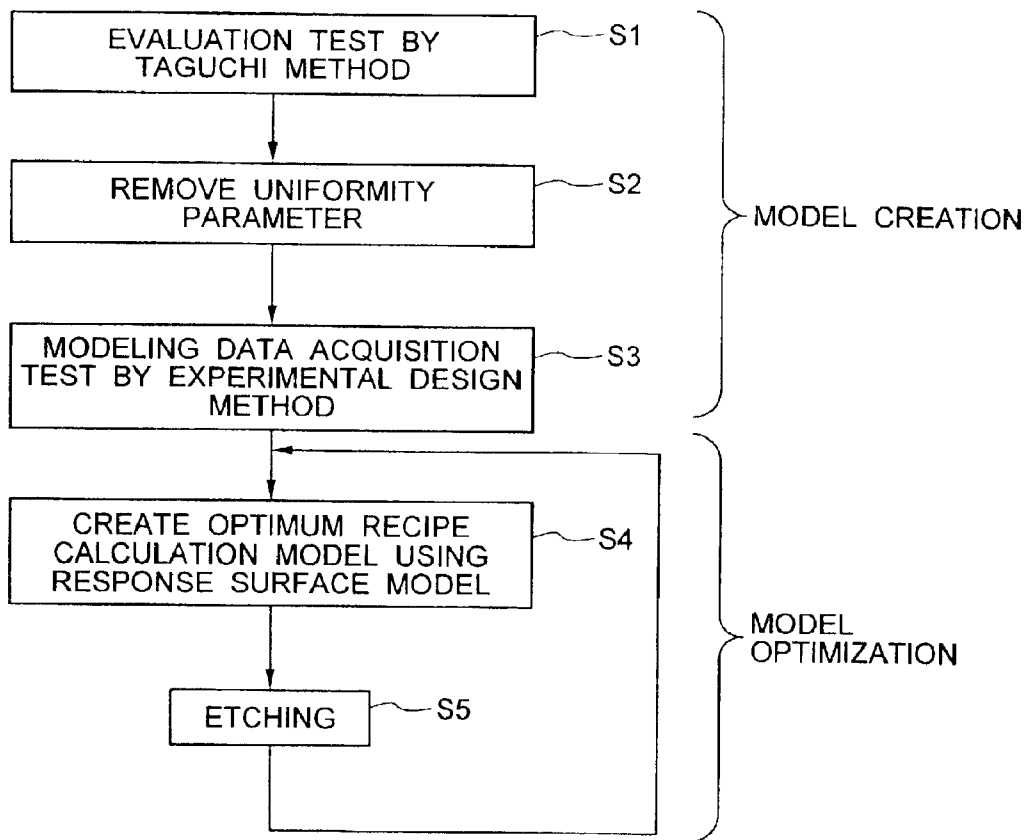 EVALUATION TEST BY
TAGUCHI METHOD
S1
REMOVE UNIFORMITY
PARAMETER
S2
MODEL CREATION
MODELING DATA ACQUISITION
TEST BY EXPERIMENTAL DESIGN
METHOD
S3
CREATE OPTIMUM RECIPE
CALCULATION MODEL USING
RESPONSE SURFACE MODEL
S4
MODEL
OPTIMIZATION
ETCHING
S5